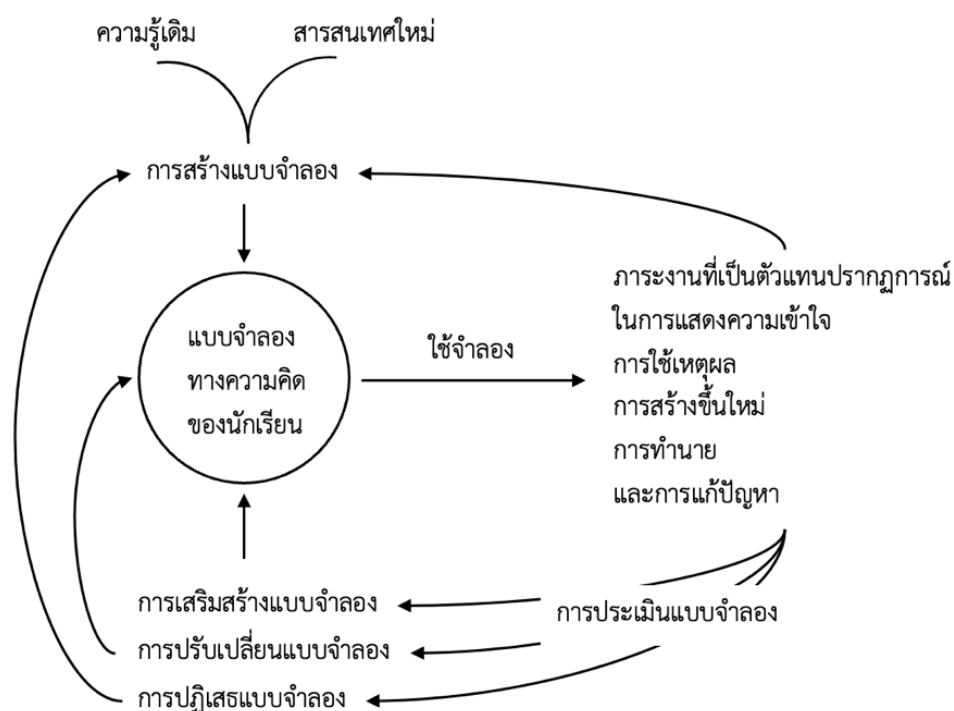 ความรู้เดิม
สารสนเทศใหม่
การสร้างแบบจำลอง
แบบจำลอง
ทางความคิด
ของนักเรียน
ใช้จำลอง
ภาระงานที่เป็นตัวแทนปรากฏการณ์
ในการแสดงความเข้าใจ
การใช้เหตุผล
การสร้างขึ้นใหม่
การทำนาย
และการแก้ปัญหา
การประเมินแบบจำลอง
การเสริมสร้างแบบจำลอง
การปรับเปลี่ยนแบบจำลอง
การปฏิเสธแบบจำลอง